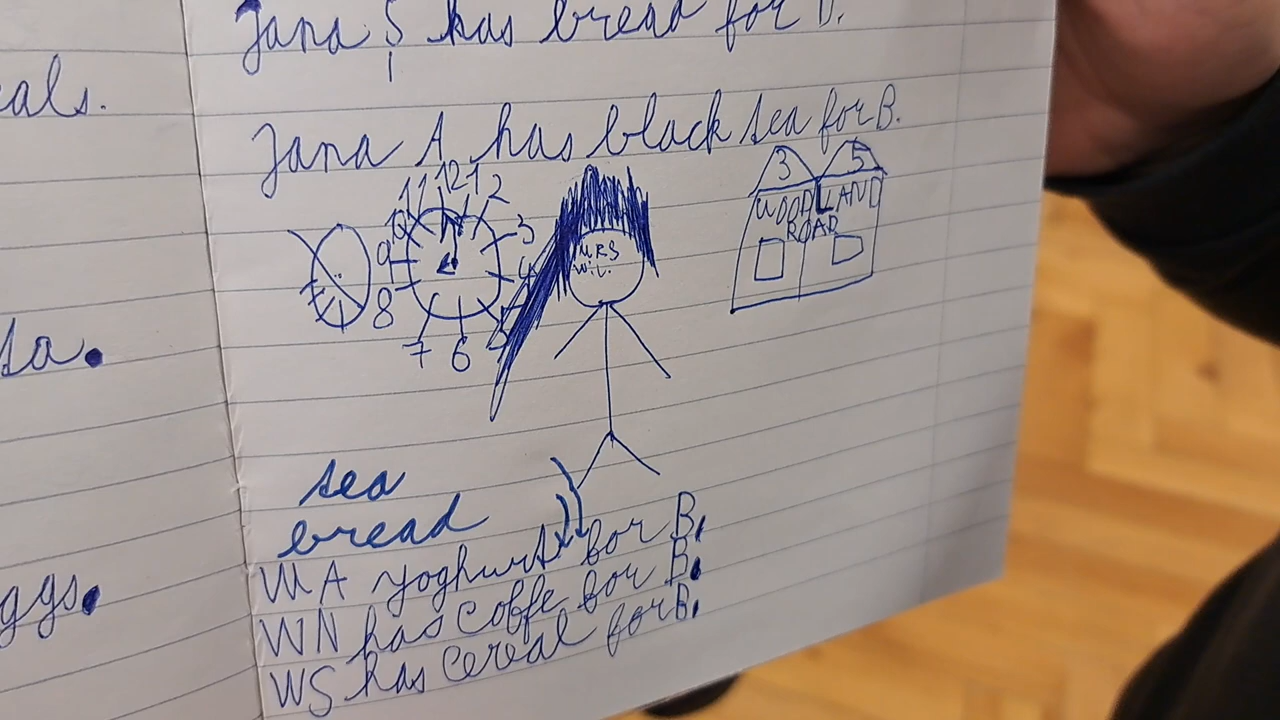 als.
Jana S has bread for B.
Jana A has black sea for B.
11 12 1 2 3 4 5 6 7 8 9 10
MRS
W.L.
3 5
WOODLAND
ROAR
sa.
sea
bread
ggs.
WA yoghurt for B.
WN has coffe for B.
WS has cereal for B.